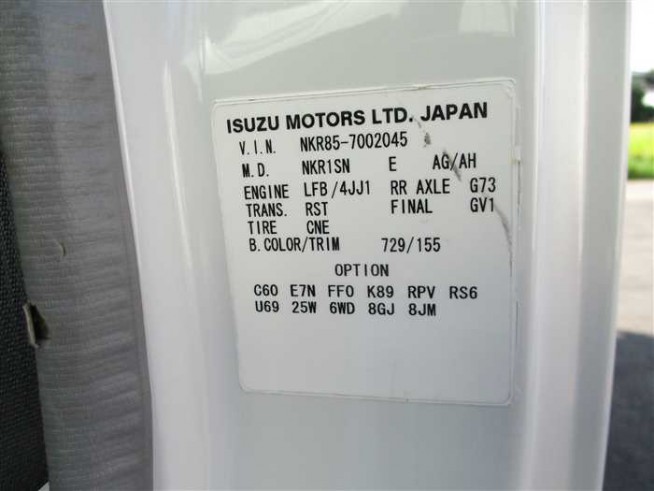 ISUZU MOTORS LTD. JAPAN
V.I.N. NKR85-7002045
M.D. NKR1SN E AG/AH
ENGINE LFB/4JJ1 RR AXLE G73
TRANS. RST FINAL GV1
TIRE CNE
B.COLOR/TRIM 729/155
OPTION
C60 E7N FF0 K89 RPV RS6
U69 25W 6WD 8GJ 8JM